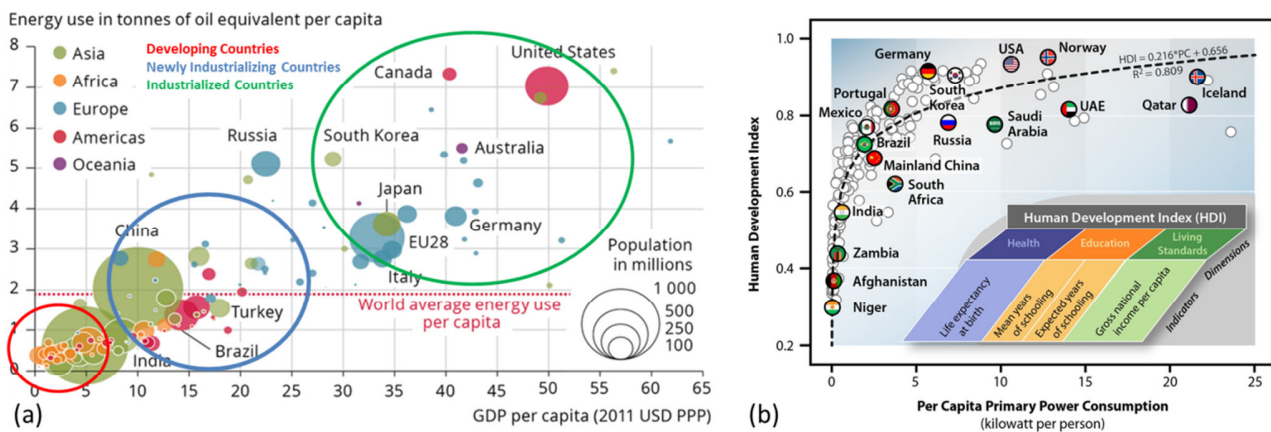 Energy use in tonnes of oil equivalent per capita
8
7
6
5
4
3
2
1
0
Asia
Africa
Europe
Americas
Oceania
Developing Countries
Newly Industrializing Countries
Industrialized Countries
United States
Canada
Russia
South Korea
Australia
Japan
Germany
EU28
Italy
China
Turkey
Brazil
India
World average energy use
per capita
Population
in millions
1 000
500
250
100
0
5
10
15
20
25
30
35
40
45
50
55
60
65
GDP per capita (2011 USD PPP)
(a)
Human Development Index
1.0
0.8
0.6
0.4
0.2
Germany
USA
Norway
HDI = 0.216*PC + 0.656
R² = 0.809
Portugal
South
Korea
Iceland
Mexico
Russia
Saudi
Arabia
UAE
Qatar
Brazil
Mainland China
South
Africa
India
Zambia
Afghanistan
Niger
Human Development Index (HDI)
Health
Education
Living
Standards
Dimensions
Life expectancy
at birth
Mean years
of schooling
Expected years
of schooling
Gross national
income per capita
Indicators
0
5
10
15
20
25
Per Capita Primary Power Consumption
(kilowatt per person)
(b)